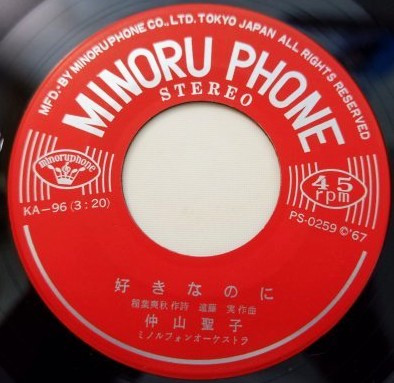 MFD. BY MINORUPHONE CO., LTD. TOKYO JAPAN ALL RIGHTS RESERVED
MINORU PHONE
STEREO
minoruphone
45
rpm
KA-96 (3:20)
PS-0259 ©'67
好きなのに
稲葉爽秋 作詩 遠藤 実 作曲
仲山聖子
ミノルフォンオーケストラ